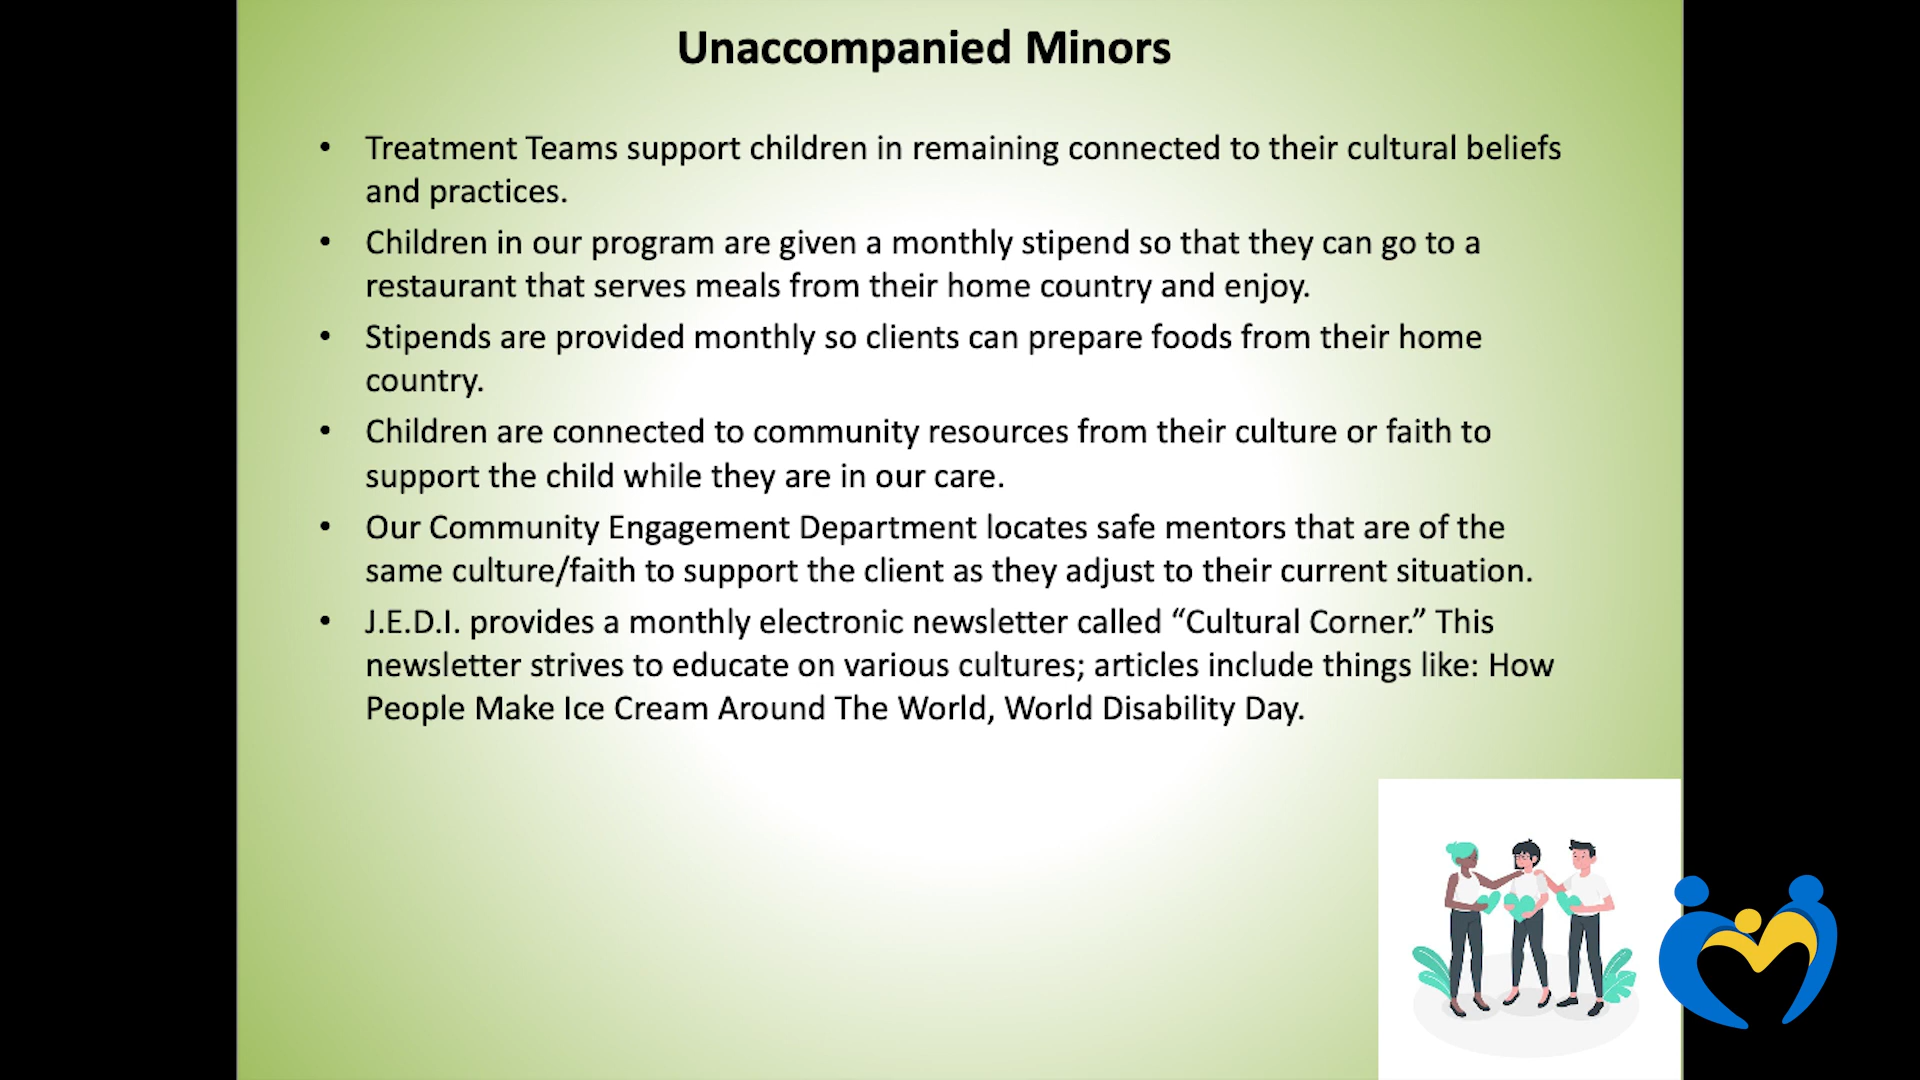 Unaccompanied Minors
• Treatment Teams support children in remaining connected to their cultural beliefs
and practices.
• Children in our program are given a monthly stipend so that they can go to a
restaurant that serves meals from their home country and enjoy.
• Stipends are provided monthly so clients can prepare foods from their home
country.
• Children are connected to community resources from their culture or faith to
support the child while they are in our care.
• Our Community Engagement Department locates safe mentors that are of the
same culture/faith to support the client as they adjust to their current situation.
• J.E.D.I. provides a monthly electronic newsletter called “Cultural Corner.” This
newsletter strives to educate on various cultures; articles include things like: How
People Make Ice Cream Around The World, World Disability Day.